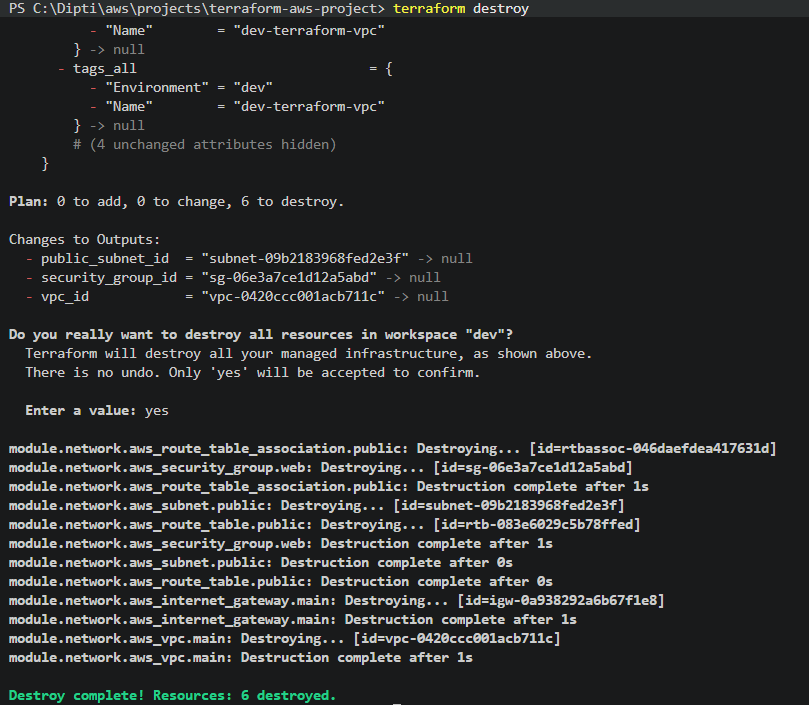 PS C:\Dipti\aws\projects\terraform-aws-project> terraform destroy
- "Name"        = "dev-terraform-vpc"
} -> null
- tags_all                             = {
- "Environment" = "dev"
- "Name"        = "dev-terraform-vpc"
} -> null
# (4 unchanged attributes hidden)
}
Plan: 0 to add, 0 to change, 6 to destroy.
Changes to Outputs:
- public_subnet_id  = "subnet-09b2183968fed2e3f" -> null
- security_group_id = "sg-06e3a7ce1d12a5abd" -> null
- vpc_id            = "vpc-0420ccc001acb711c" -> null
Do you really want to destroy all resources in workspace "dev"?
Terraform will destroy all your managed infrastructure, as shown above.
There is no undo. Only 'yes' will be accepted to confirm.
Enter a value: yes
module.network.aws_route_table_association.public: Destroying... [id=rtbassoc-046daefdea417631d]
module.network.aws_security_group.web: Destroying... [id=sg-06e3a7ce1d12a5abd]
module.network.aws_route_table_association.public: Destruction complete after 1s
module.network.aws_subnet.public: Destroying... [id=subnet-09b2183968fed2e3f]
module.network.aws_route_table.public: Destroying... [id=rtb-083e6029c5b78ffed]
module.network.aws_security_group.web: Destruction complete after 1s
module.network.aws_subnet.public: Destruction complete after 0s
module.network.aws_route_table.public: Destruction complete after 0s
module.network.aws_internet_gateway.main: Destroying... [id=igw-0a938292a6b67f1e8]
module.network.aws_internet_gateway.main: Destruction complete after 1s
module.network.aws_vpc.main: Destroying... [id=vpc-0420ccc001acb711c]
module.network.aws_vpc.main: Destruction complete after 1s
Destroy complete! Resources: 6 destroyed.